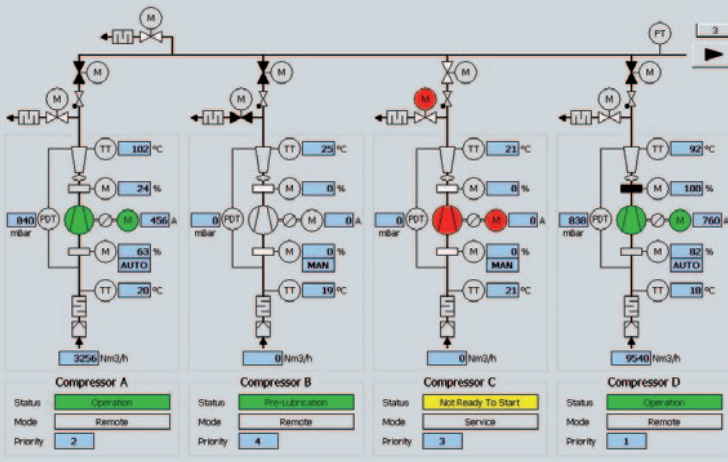 M
PT
3
M
M
M
M
M
M
M
M
TT 102 °C
TT 25 °C
TT 21 °C
TT 92 °C
M 24 %
M 0 %
M 0 %
M 100 %
840 PDT M 456 A
0 PDT M 0 A
0 PDT M 0 A
838 PDT M 760 A
mBar
mBar
mBar
mBar
M 63 %
M 0 %
M 0 %
M 82 %
AUTO
MAN
MAN
AUTO
TT 20 °C
TT 19 °C
TT 21 °C
TT 18 °C
3256 Nm3/h
0 Nm3/h
0 Nm3/h
9540 Nm3/h
Compressor A
Status Operation
Mode Remote
Priority 2
Compressor B
Status Pre-Lubrication
Mode Remote
Priority 4
Compressor C
Status Not Ready To Start
Mode Service
Priority 3
Compressor D
Status Operation
Mode Remote
Priority 1